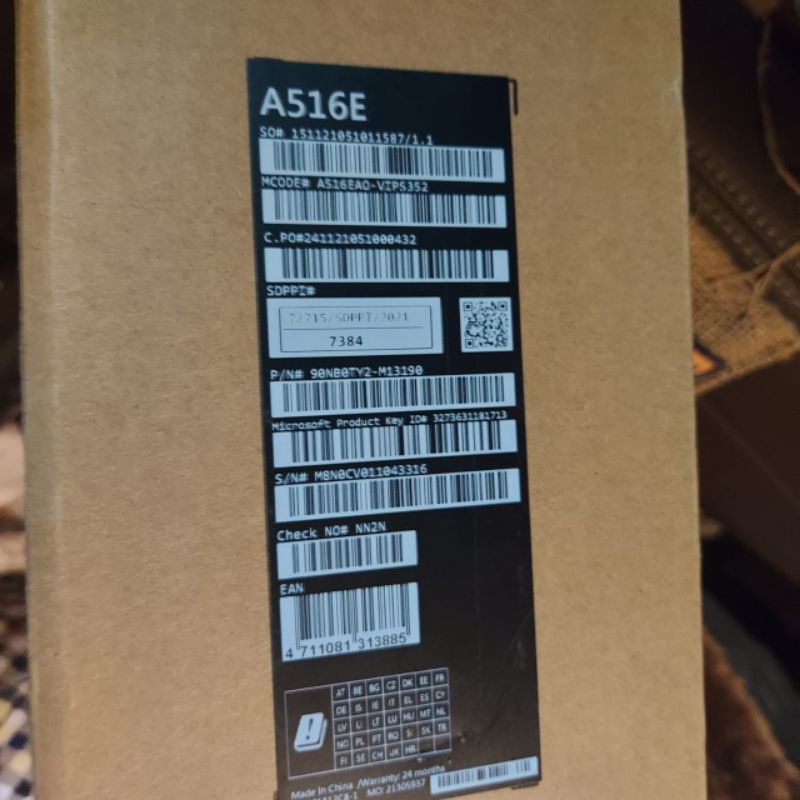 A516E
SO# 151121051011587/1.1
MCODE# A516EAO-VIPS352
C.PO#241121051000432
SDPPI#
72715/SDPPI/2021
7384
P/N# 90NB0TY2-M13190
Microsoft Product Key ID# 3273631181713
S/N# M8N0CV011043316
Check NO# NN2N
EAN
4 711081 313885
AT BE BG CZ DK EE FR
DE IS IE IT EL ES CY
LV LI LT LU HU MT NL
NO PL PT RO SI SK TR
FI SE CH UK HR
Made In China /Warranty: 24 months
MO: 21305937